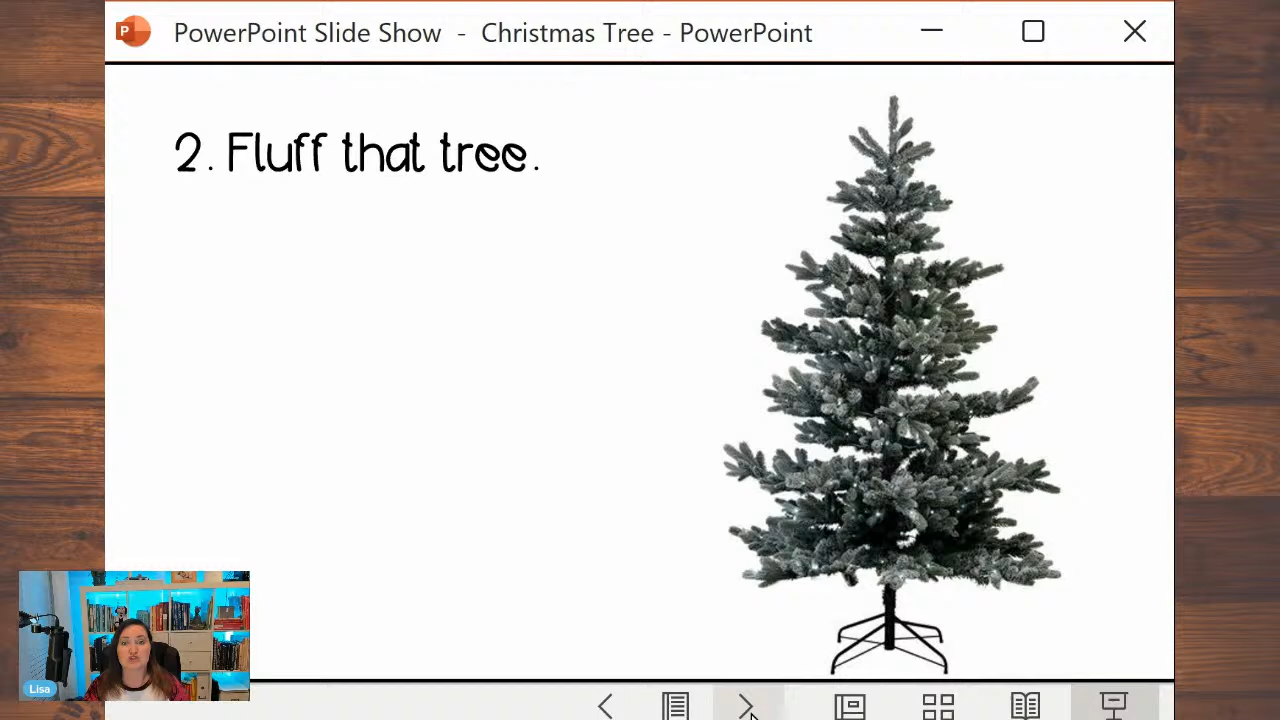 P PowerPoint Slide Show - Christmas Tree - PowerPoint
2. Fluff that tree.
Lisa